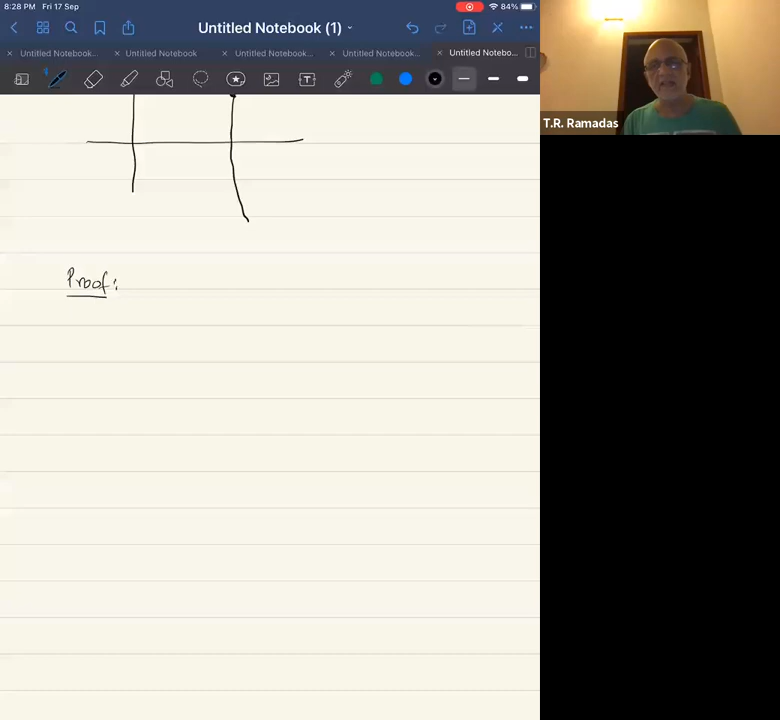 8:28 PM Fri 17 Sep
84%
Untitled Notebook (1)
Untitled Notebook...
Untitled Notebook
Untitled Notebook...
Untitled Notebook...
Untitled Notebo...
T.R. Ramadas
Proof: